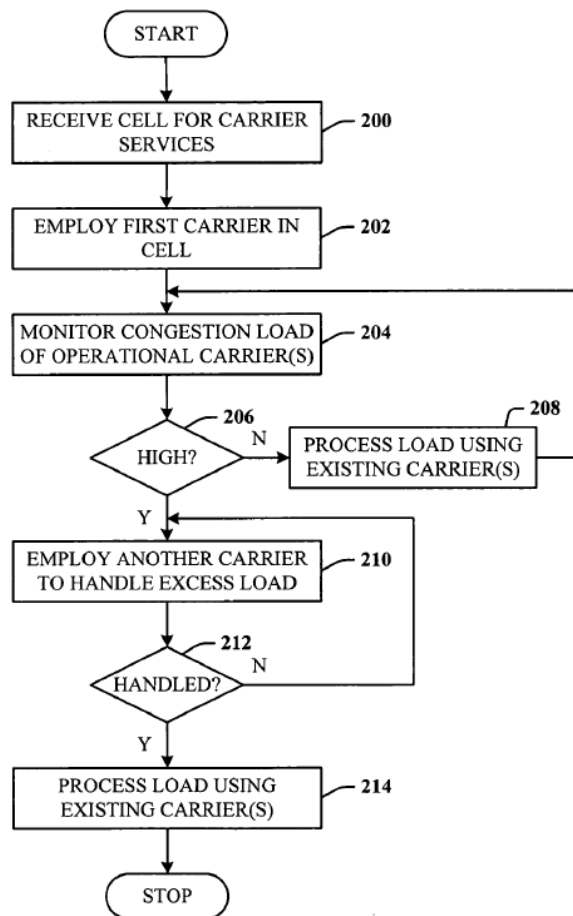 START
RECEIVE CELL FOR CARRIER
SERVICES
200
EMPLOY FIRST CARRIER IN
CELL
202
MONITOR CONGESTION LOAD
OF OPERATIONAL CARRIER(S)
204
206
HIGH?
N
208
PROCESS LOAD USING
EXISTING CARRIER(S)
Y
EMPLOY ANOTHER CARRIER
TO HANDLE EXCESS LOAD
210
212
HANDLED?
N
Y
PROCESS LOAD USING
EXISTING CARRIER(S)
214
STOP